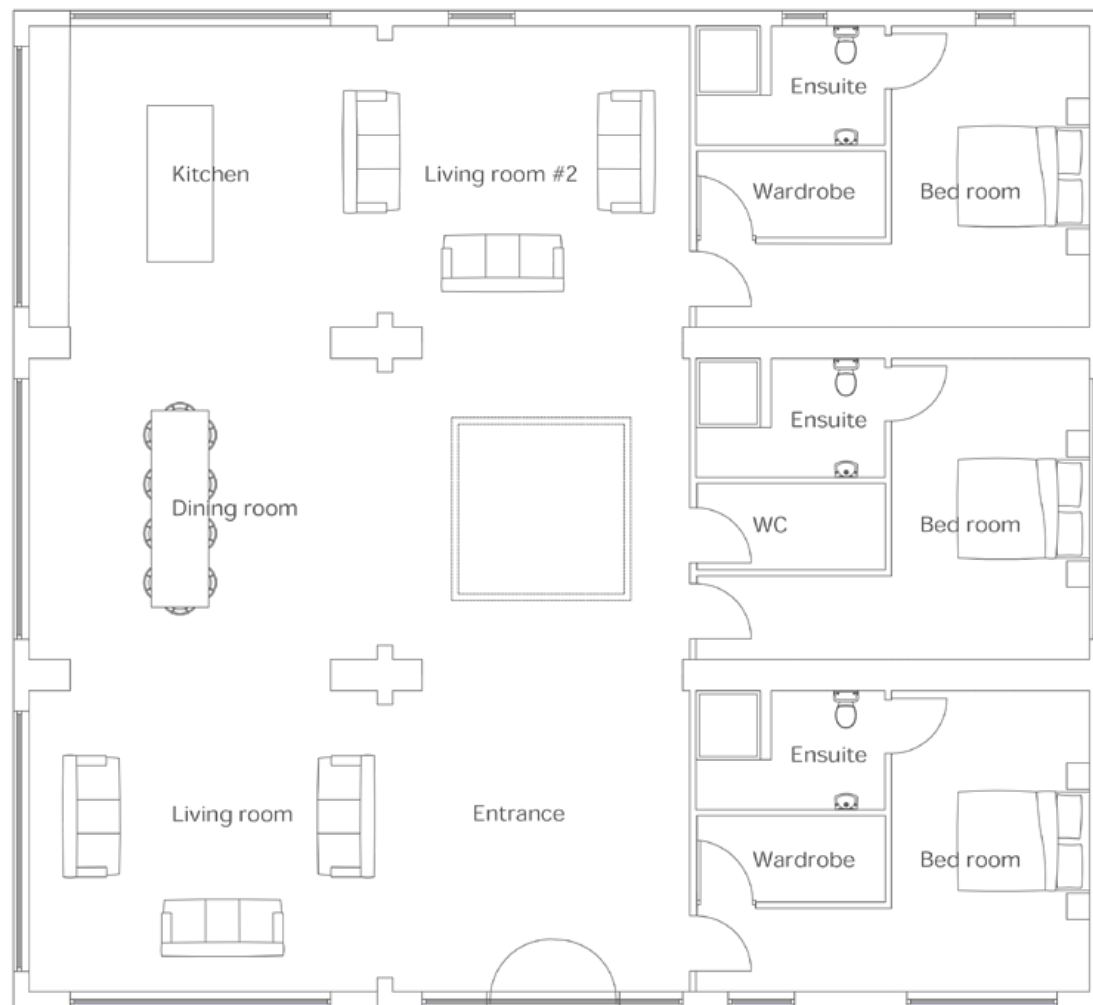 Ensuite
Kitchen
Living room #2
Wardrobe
Bed room
Ensuite
Dining room
WC
Bed room
Ensuite
Living room
Entrance
Wardrobe
Bed room